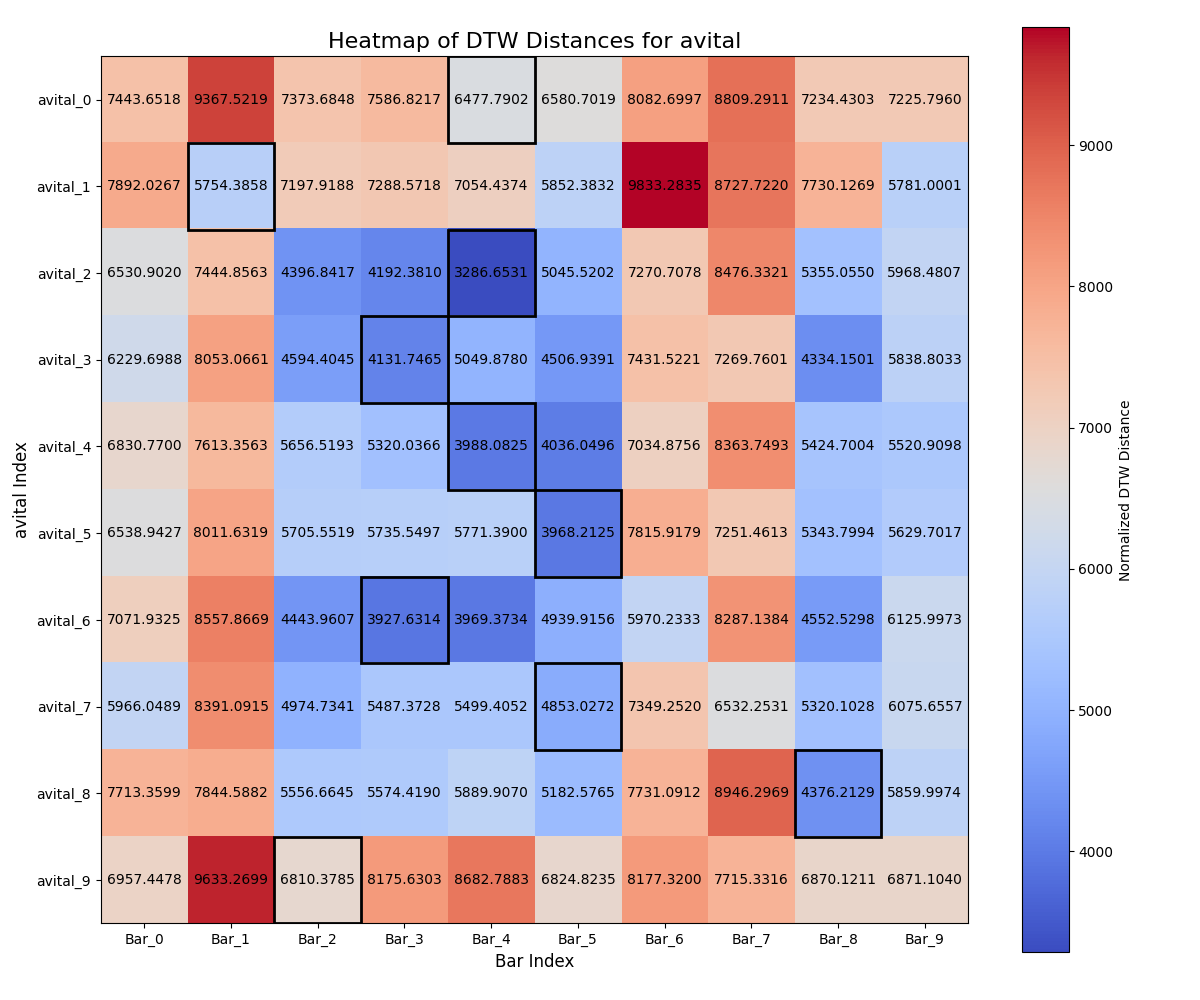 Heatmap of DTW Distances for avital
avital_0 7443.6518 9367.5219 7373.6848 7586.8217 6477.7902 6580.7019 8082.6997 8809.2911 7234.4303 7225.7960
avital_1 7892.0267 5754.3858 7197.9188 7288.5718 7054.4374 5852.3832 9833.2835 8727.7220 7730.1269 5781.0001
avital_2 6530.9020 7444.8563 4396.8417 4192.3810 3286.6531 5045.5202 7270.7078 8476.3321 5355.0550 5968.4807
avital_3 6229.6988 8053.0661 4594.4045 4131.7465 5049.8780 4506.9391 7431.5221 7269.7601 4334.1501 5838.8033
avital_4 6830.7700 7613.3563 5656.5193 5320.0366 3988.0825 4036.0496 7034.8756 8363.7493 5424.7004 5520.9098
avital_5 6538.9427 8011.6319 5705.5519 5735.5497 5771.3900 3968.2125 7815.9179 7251.4613 5343.7994 5629.7017
avital_6 7071.9325 8557.8669 4443.9607 3927.6314 3969.3734 4939.9156 5970.2333 8287.1384 4552.5298 6125.9973
avital_7 5966.0489 8391.0915 4974.7341 5487.3728 5499.4052 4853.0272 7349.2520 6532.2531 5320.1028 6075.6557
avital_8 7713.3599 7844.5882 5556.6645 5574.4190 5889.9070 5182.5765 7731.0912 8946.2969 4376.2129 5859.9974
avital_9 6957.4478 9633.2699 6810.3785 8175.6303 8682.7883 6824.8235 8177.3200 7715.3316 6870.1211 6871.1040
Bar_0 Bar_1 Bar_2 Bar_3 Bar_4 Bar_5 Bar_6 Bar_7 Bar_8 Bar_9
Bar Index
avital Index
9000
8000
7000
6000
5000
4000
Normalized DTW Distance